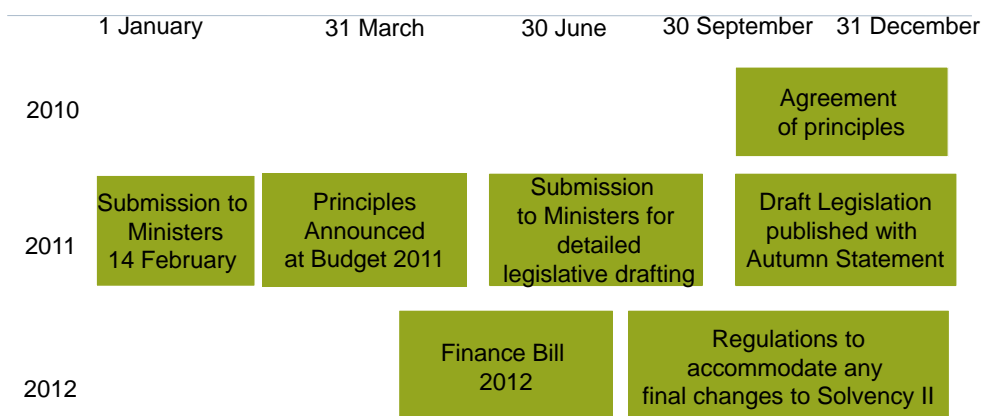 1 January 31 March 30 June 30 September 31 December
2010
Agreement
of principles
2011
Submission to
Ministers
14 February
Principles
Announced
at Budget 2011
Submission
to Ministers for
detailed
legislative drafting
Draft Legislation
published with
Autumn Statement
2012
Finance Bill
2012
Regulations to
accommodate any
final changes to Solvency II